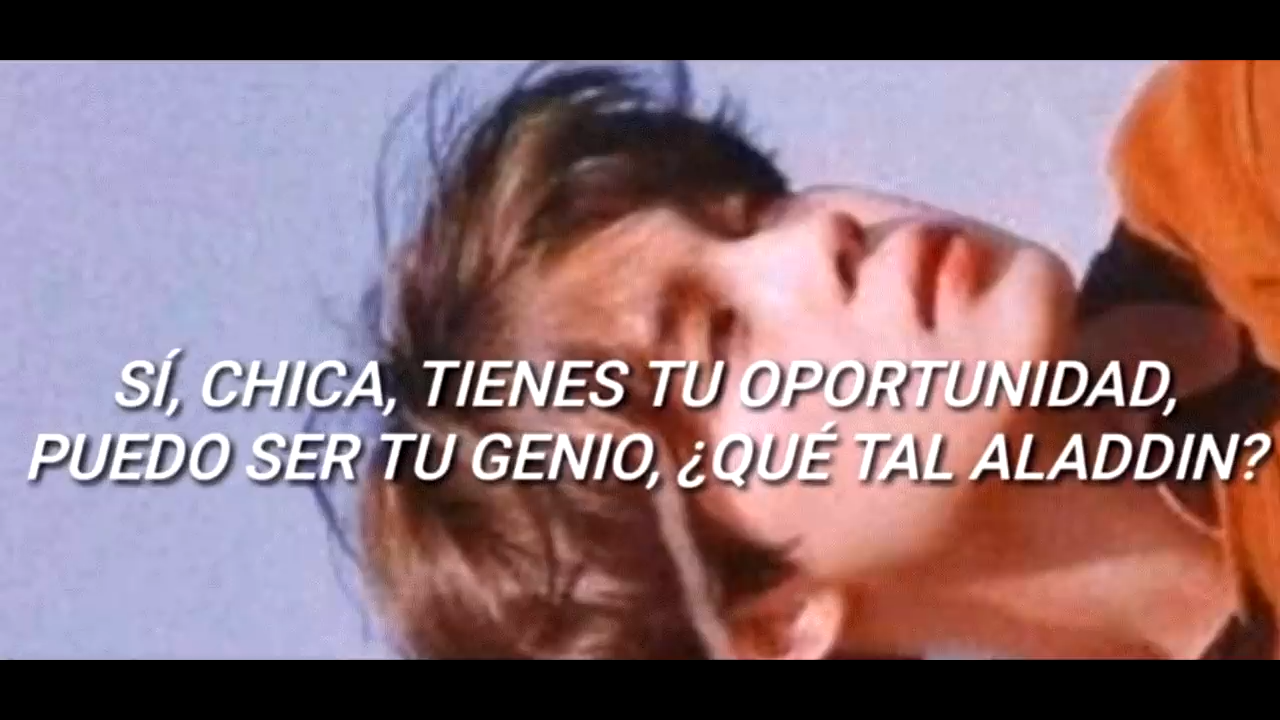 SÍ, CHICA, TIENES TU OPORTUNIDAD,
PUEDO SER TU GENIO, ¿QUÉ TAL ALADDIN?